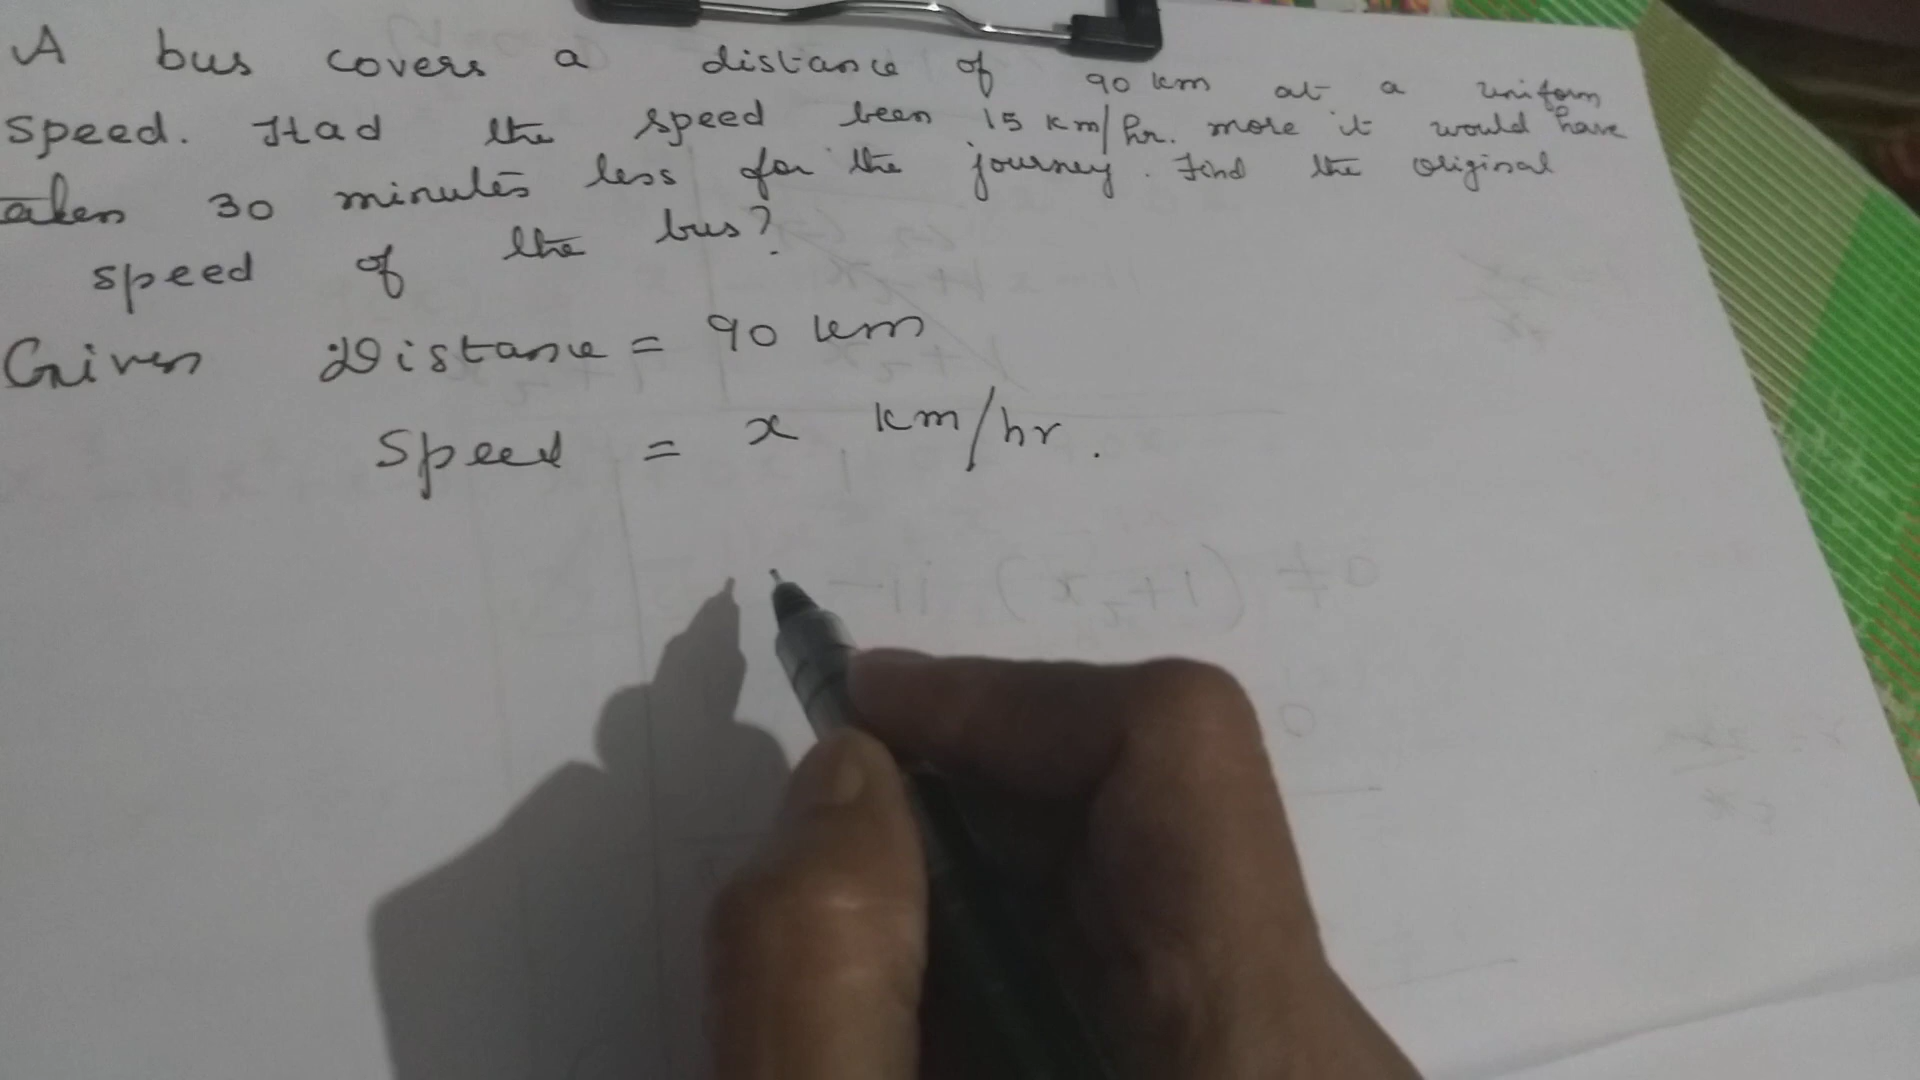 A bus covers a distance of 90 km at a uniform
speed. Had the speed been 15 km/hr. more it would have
taken 30 minutes less for the journey. Find the original
speed of the bus?
Given Distance = 90 km
Speed = x km/hr.